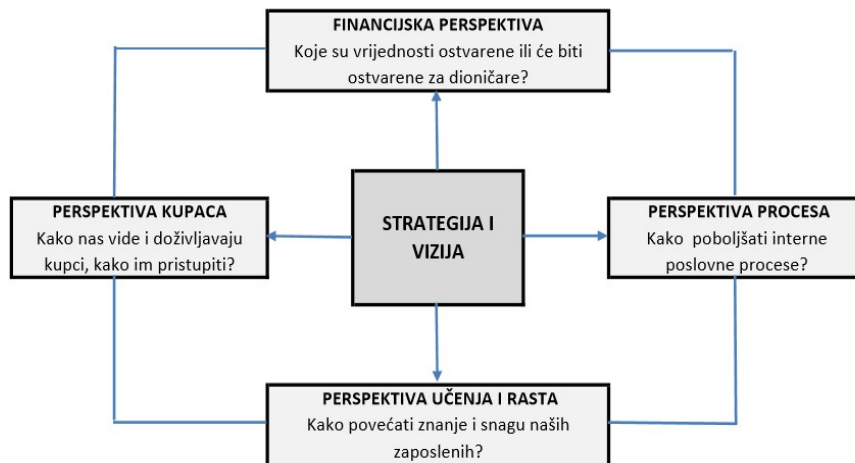 FINANCIJSKA PERSPEKTIVA
Koje su vrijednosti ostvarene ili će biti
ostvarene za dioničare?
PERSPEKTIVA KUPACA
Kako nas vide i doživljavaju
kupci, kako im pristupiti?
STRATEGIJA I
VIZIJA
PERSPEKTIVA PROCESA
Kako poboljšati interne
poslovne procese?
PERSPEKTIVA UČENJA I RASTA
Kako povećati znanje i snagu naših
zaposlenih?